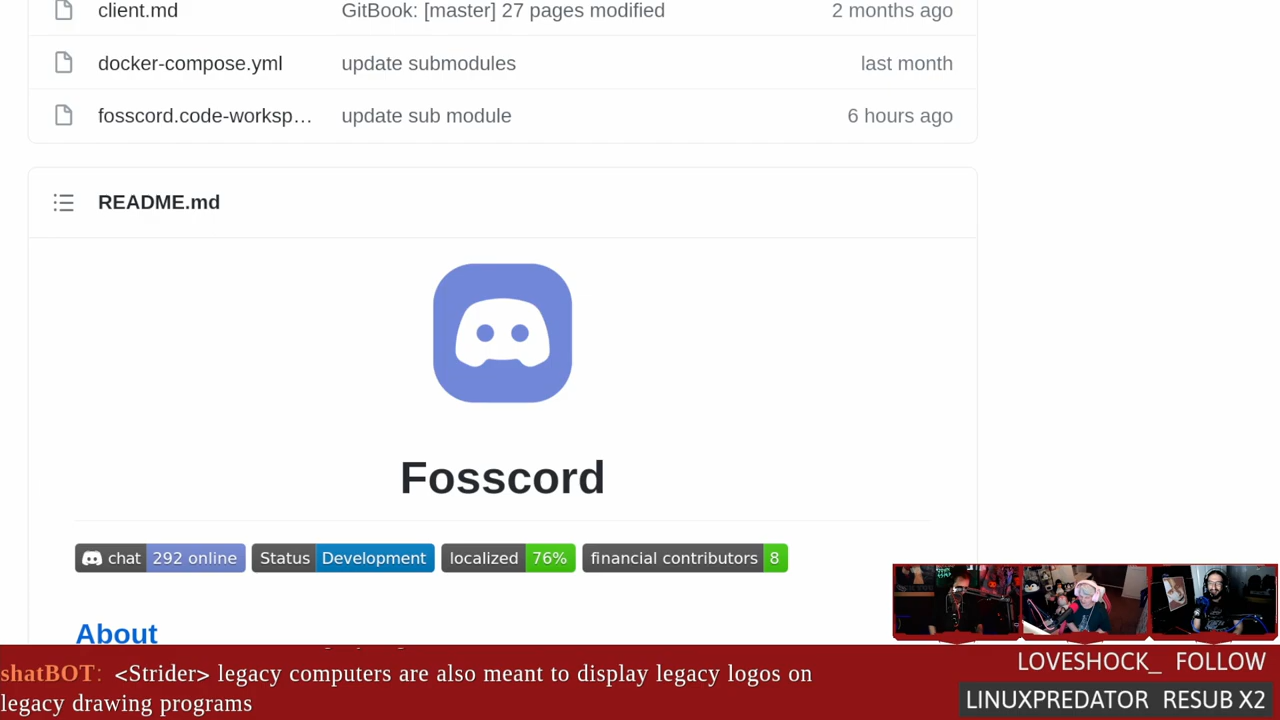 client.md GitBook: [master] 27 pages modified 2 months ago
docker-compose.yml update submodules last month
fosscord.code-worksp… update sub module 6 hours ago
README.md
Fosscord
chat 292 online Status Development localized 76% financial contributors 8
About
shatBOT: <Strider> legacy computers are also meant to display legacy logos on
legacy drawing programs
LOVESHOCK_ FOLLOW
LINUXPREDATOR RESUB X2